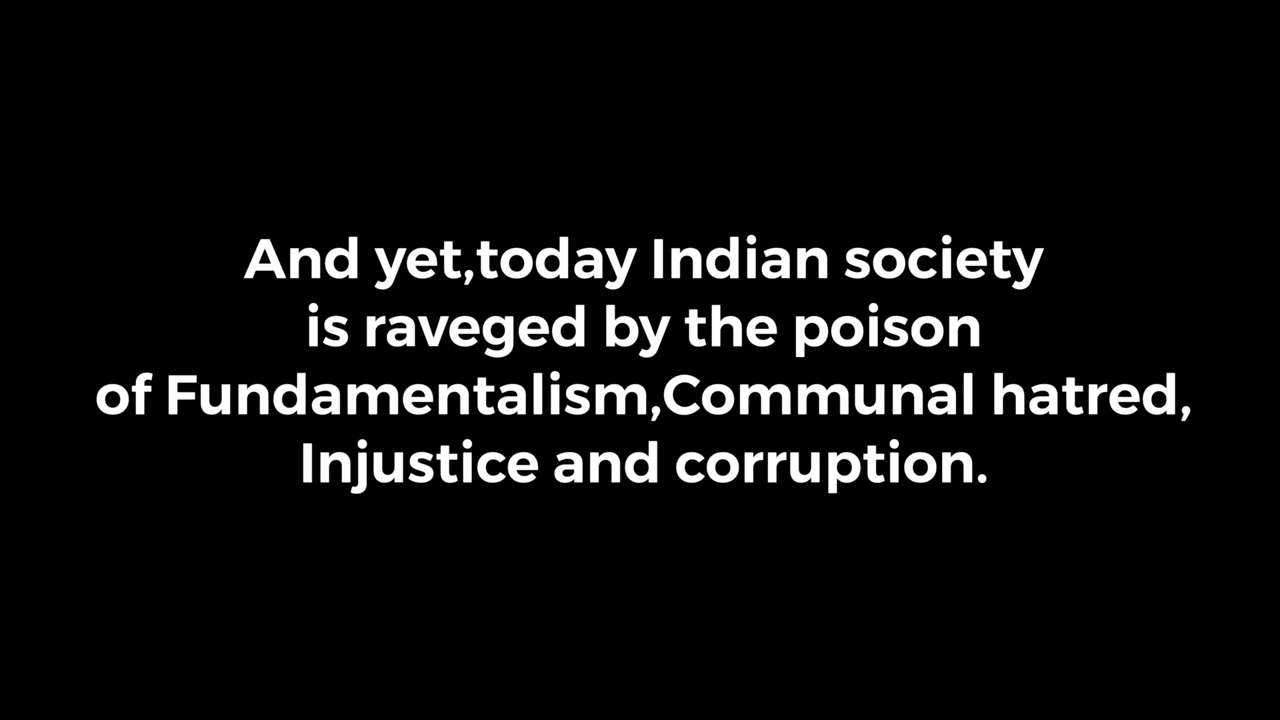 And yet,today Indian society
is raveged by the poison
of Fundamentalism,Communal hatred,
Injustice and corruption.